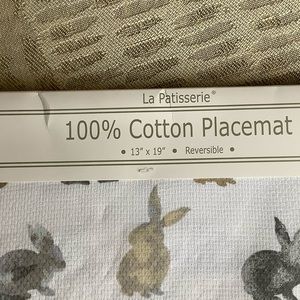 La Patisserie®
100% Cotton Placemat
• 13" x 19" • Reversible •